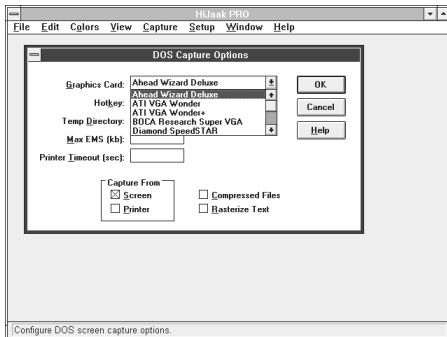 HiJaak PRO
File Edit Colors View Capture Setup Window Help
DOS Capture Options
Graphics Card: Ahead Wizard Deluxe
Ahead Wizard Deluxe
Hotkey: ATI VGA Wonder
ATI VGA Wonder+
Temp Directory: BOCA Research Super VGA
Diamond SpeedSTAR
Max EMS (kb):
Printer Timeout (sec):
OK
Cancel
Help
Capture From
Screen
Printer
Compressed Files
Rasterize Text
Configure DOS screen capture options.